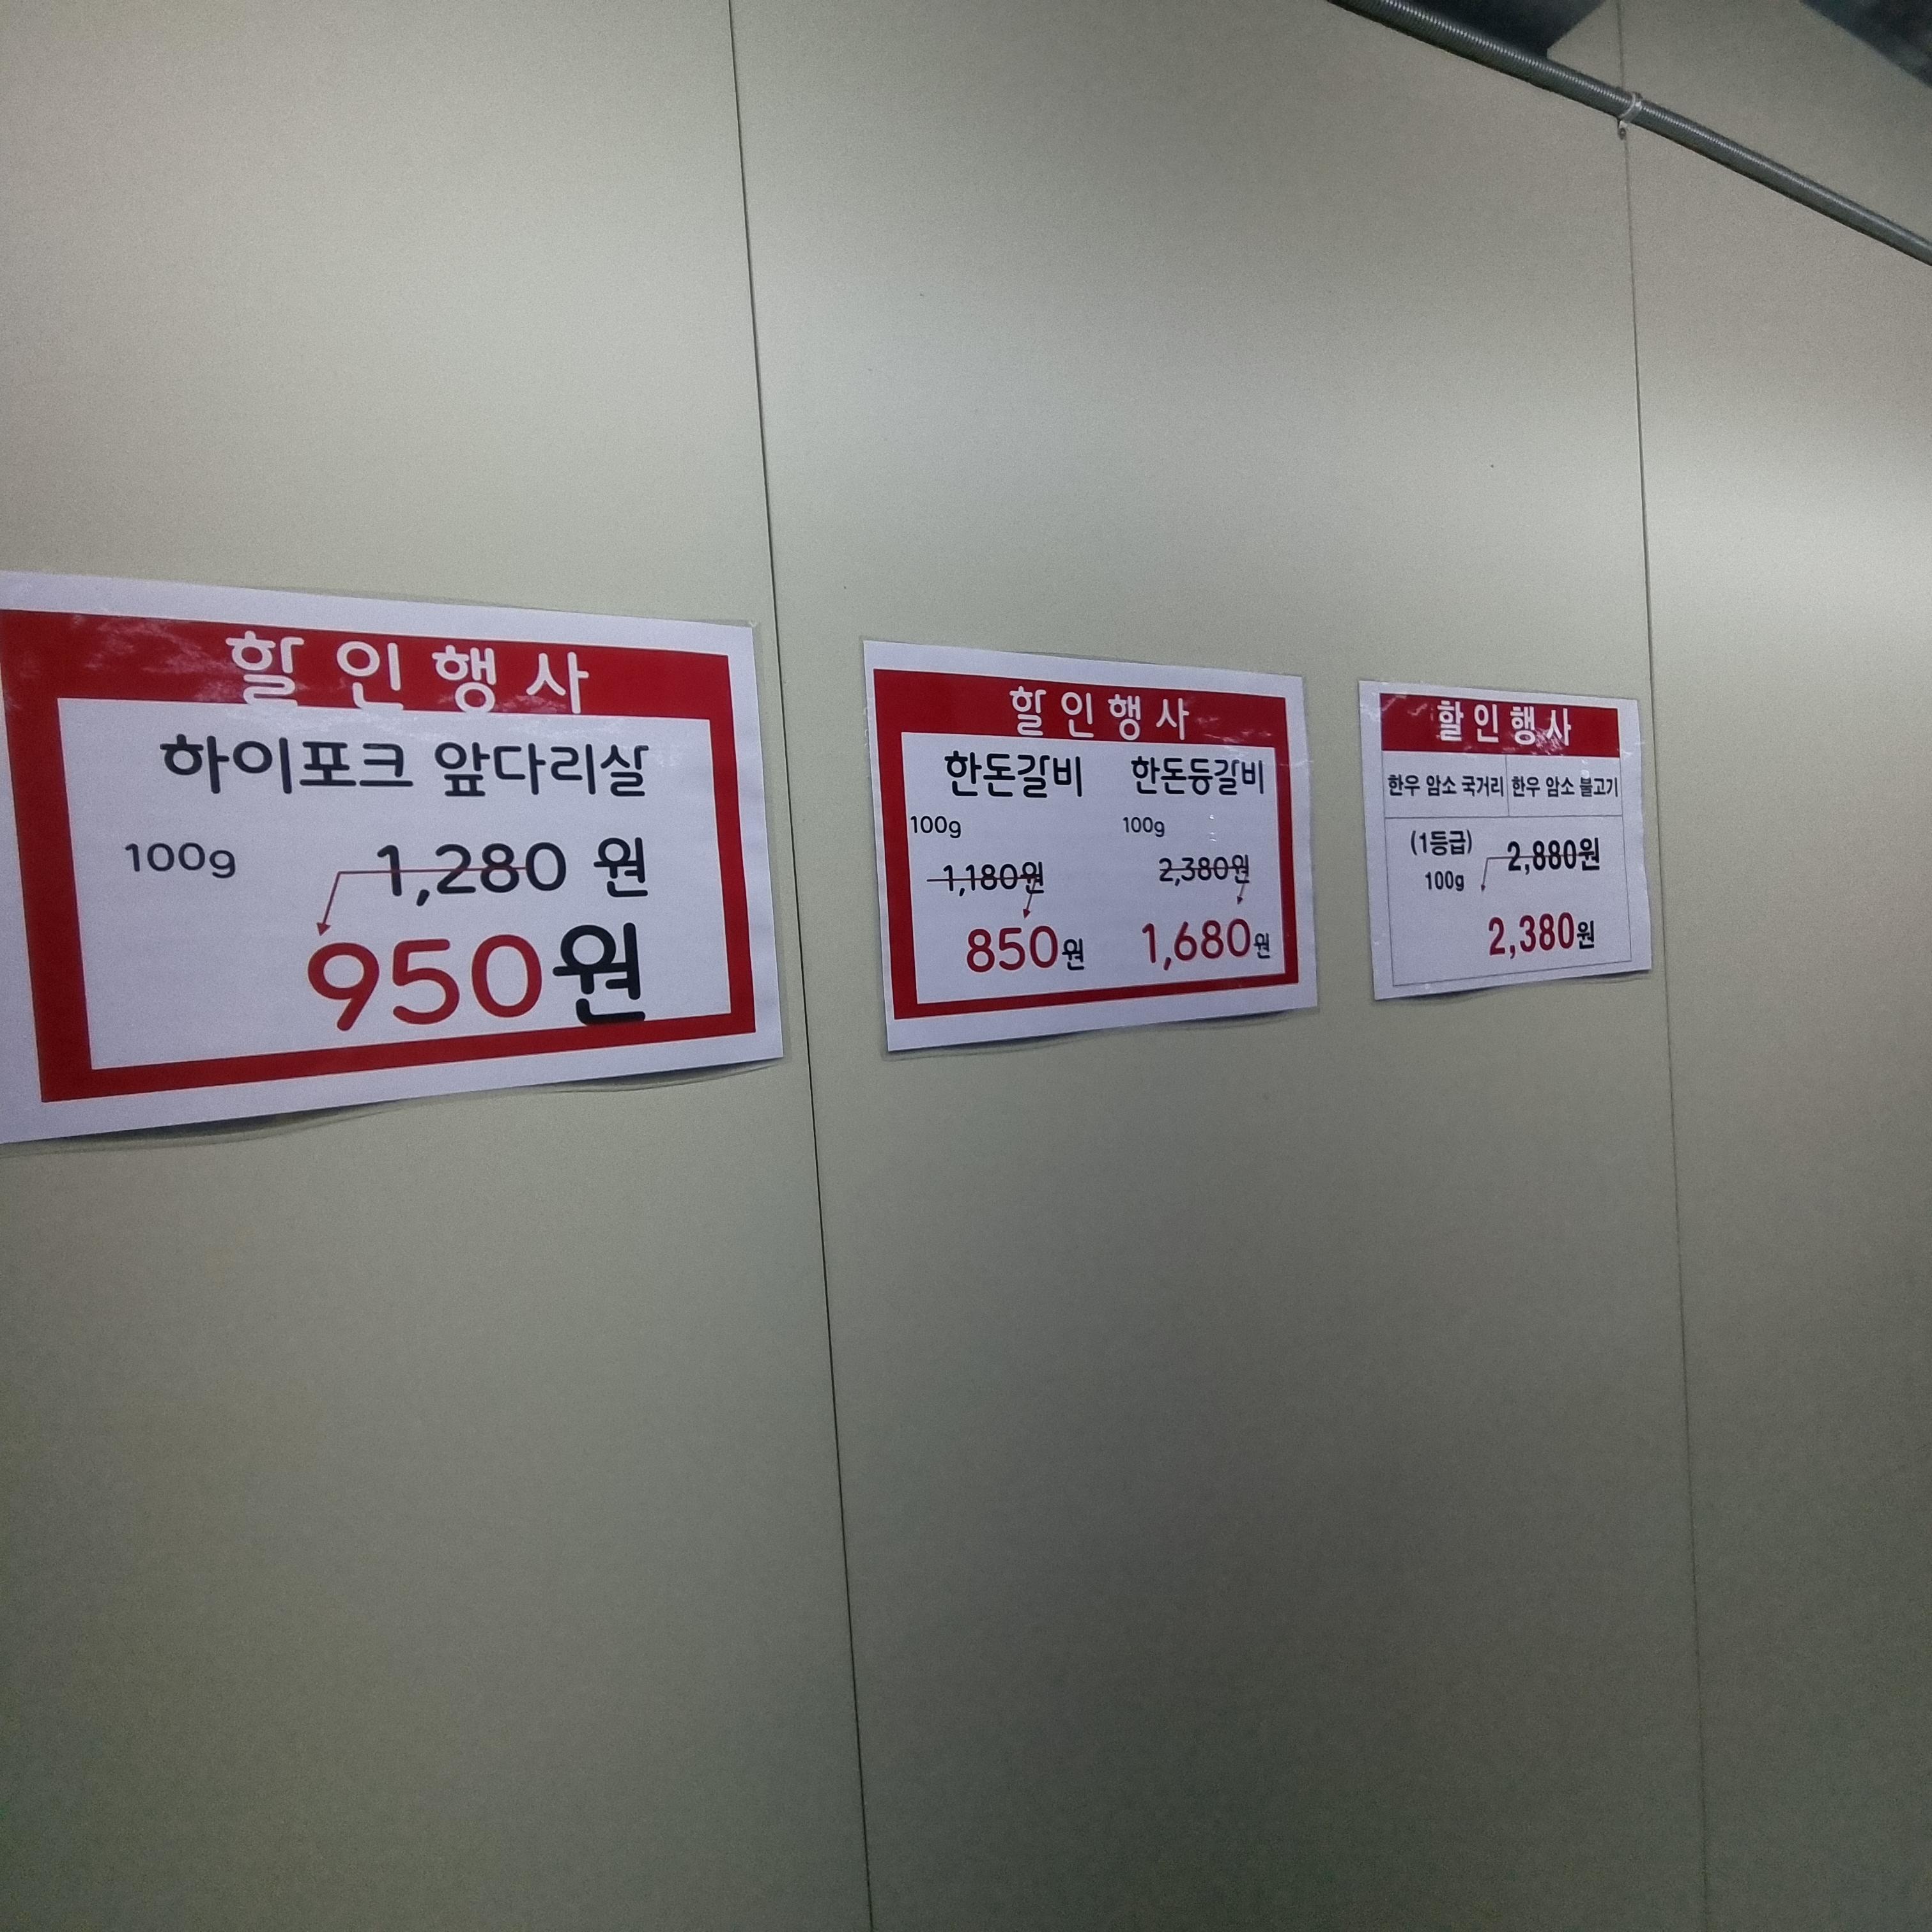 할인행사
하이포크 앞다리살
100g 1,280 원
950원
할인행사
한돈갈비 한돈등갈비
100g 100g
1,180원 2,380원
850원 1,680원
할인행사
한우 암소 국거리 한우 암소 불고기
(1등급) 2,880원
100g
2,380원